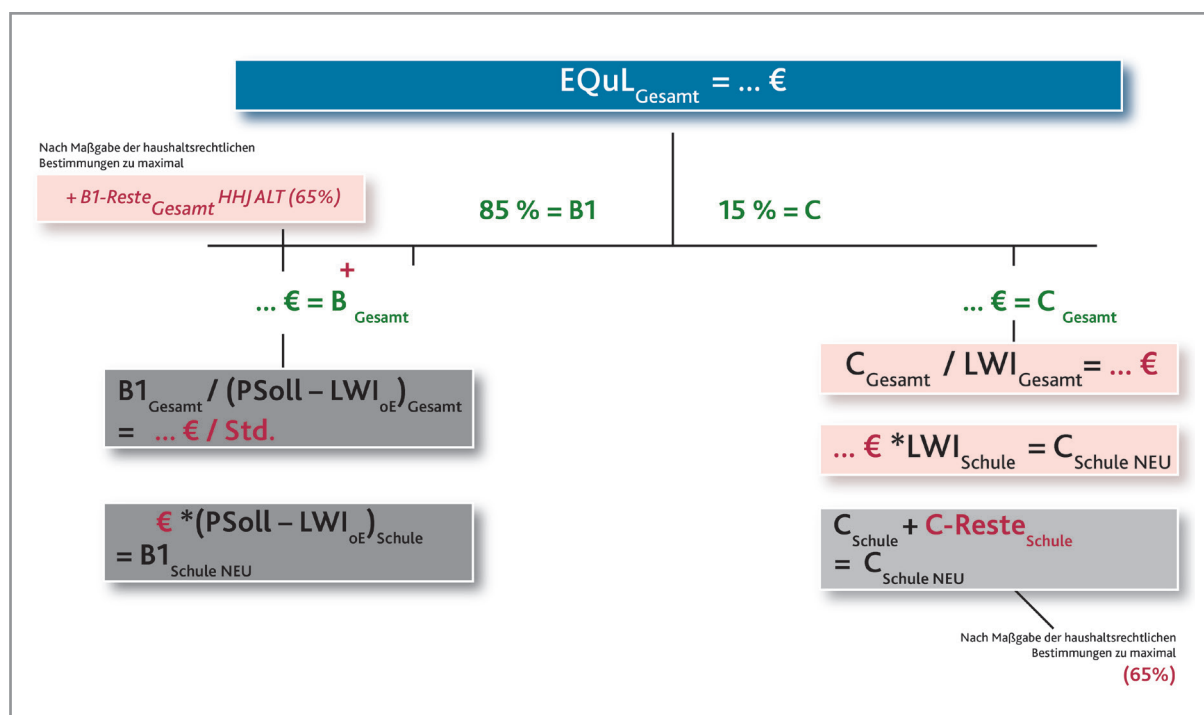 EQuL Gesamt = ... €
Nach Maßgabe der haushaltsrechtlichen
Bestimmungen zu maximal
+ B1-Reste Gesamt HHJ ALT (65%)
85 % = B1
15 % = C
+
... € = B Gesamt
B1 Gesamt / (PSoll – LWI oE) Gesamt
= ... € / Std.
€ *(PSoll – LWI oE) Schule
= B1 Schule NEU
... € = C Gesamt
C Gesamt / LWI Gesamt = ... €
... € *LWI Schule = C Schule NEU
C Schule + C-Reste Schule
= C Schule NEU
Nach Maßgabe der haushaltsrechtlichen
Bestimmungen zu maximal
(65%)